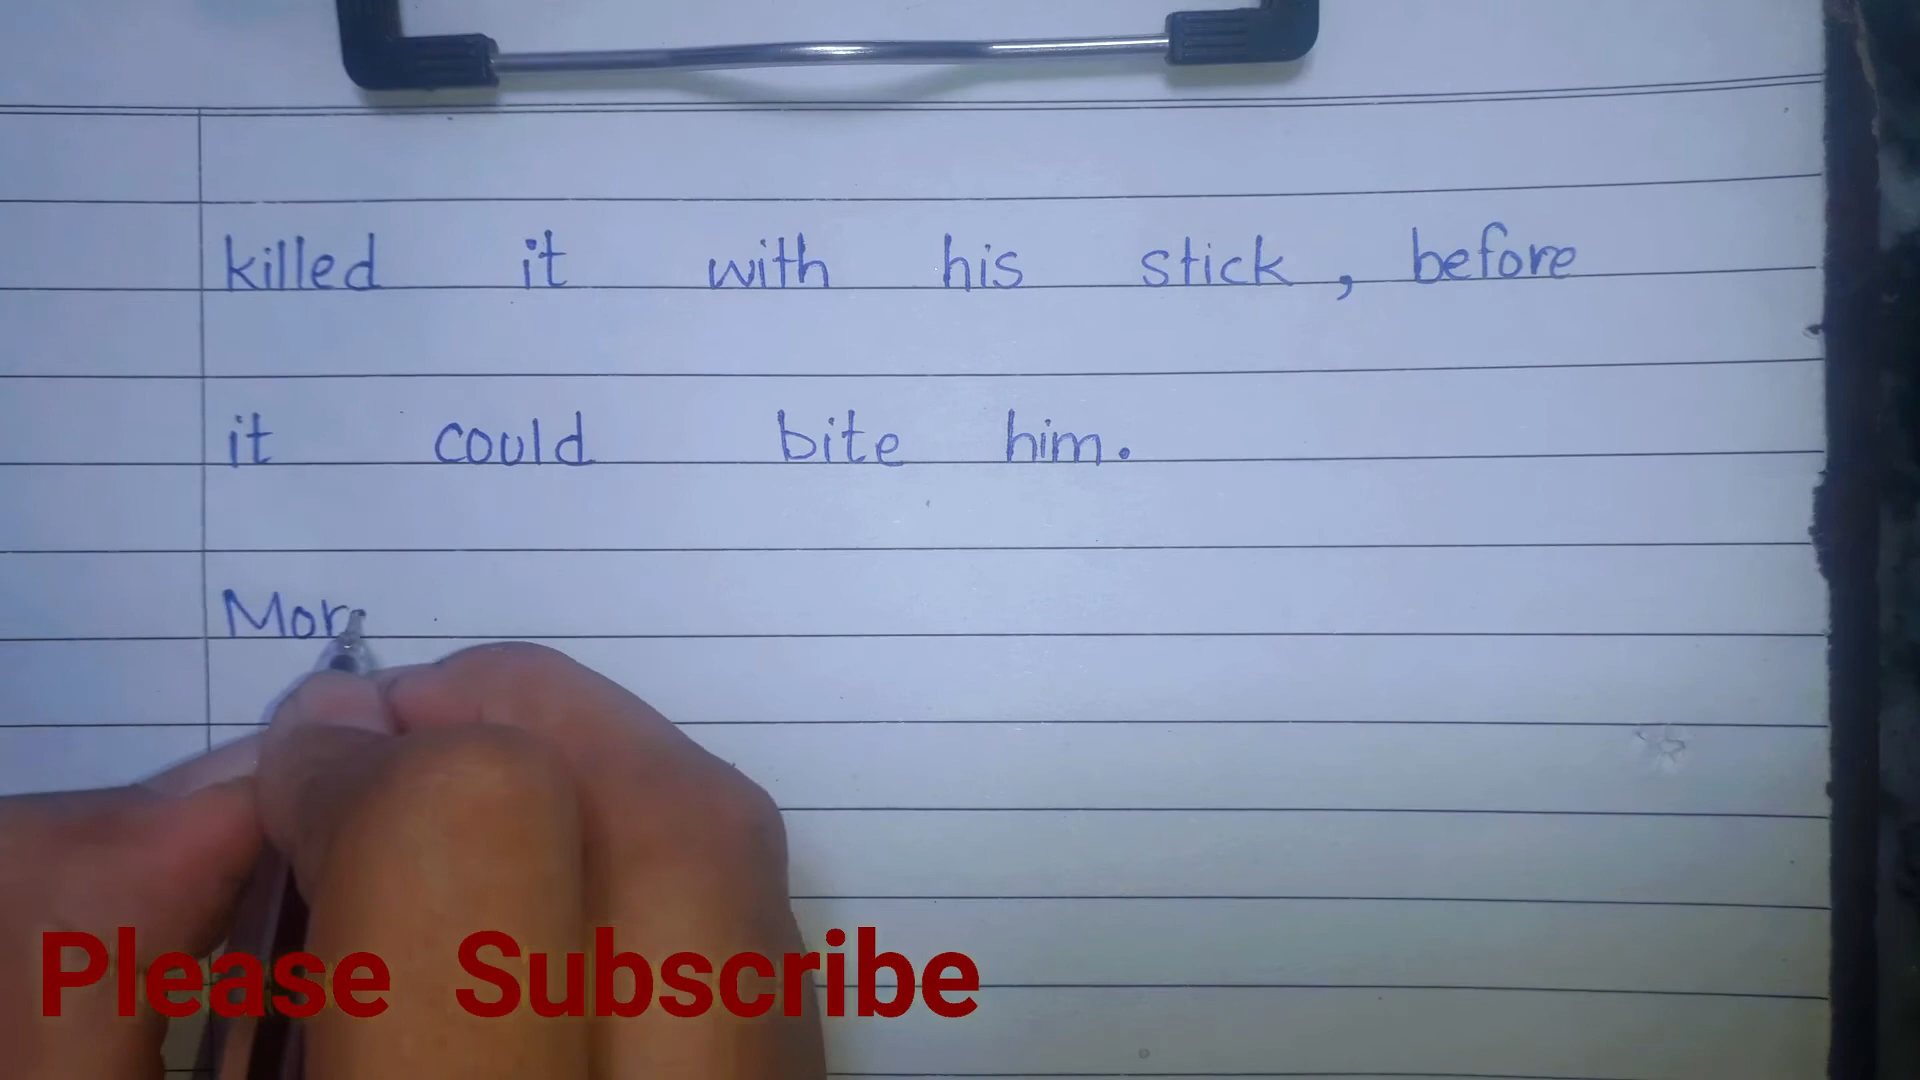 killed it with his stick, before
it could bite him.
Mor
Please Subscribe